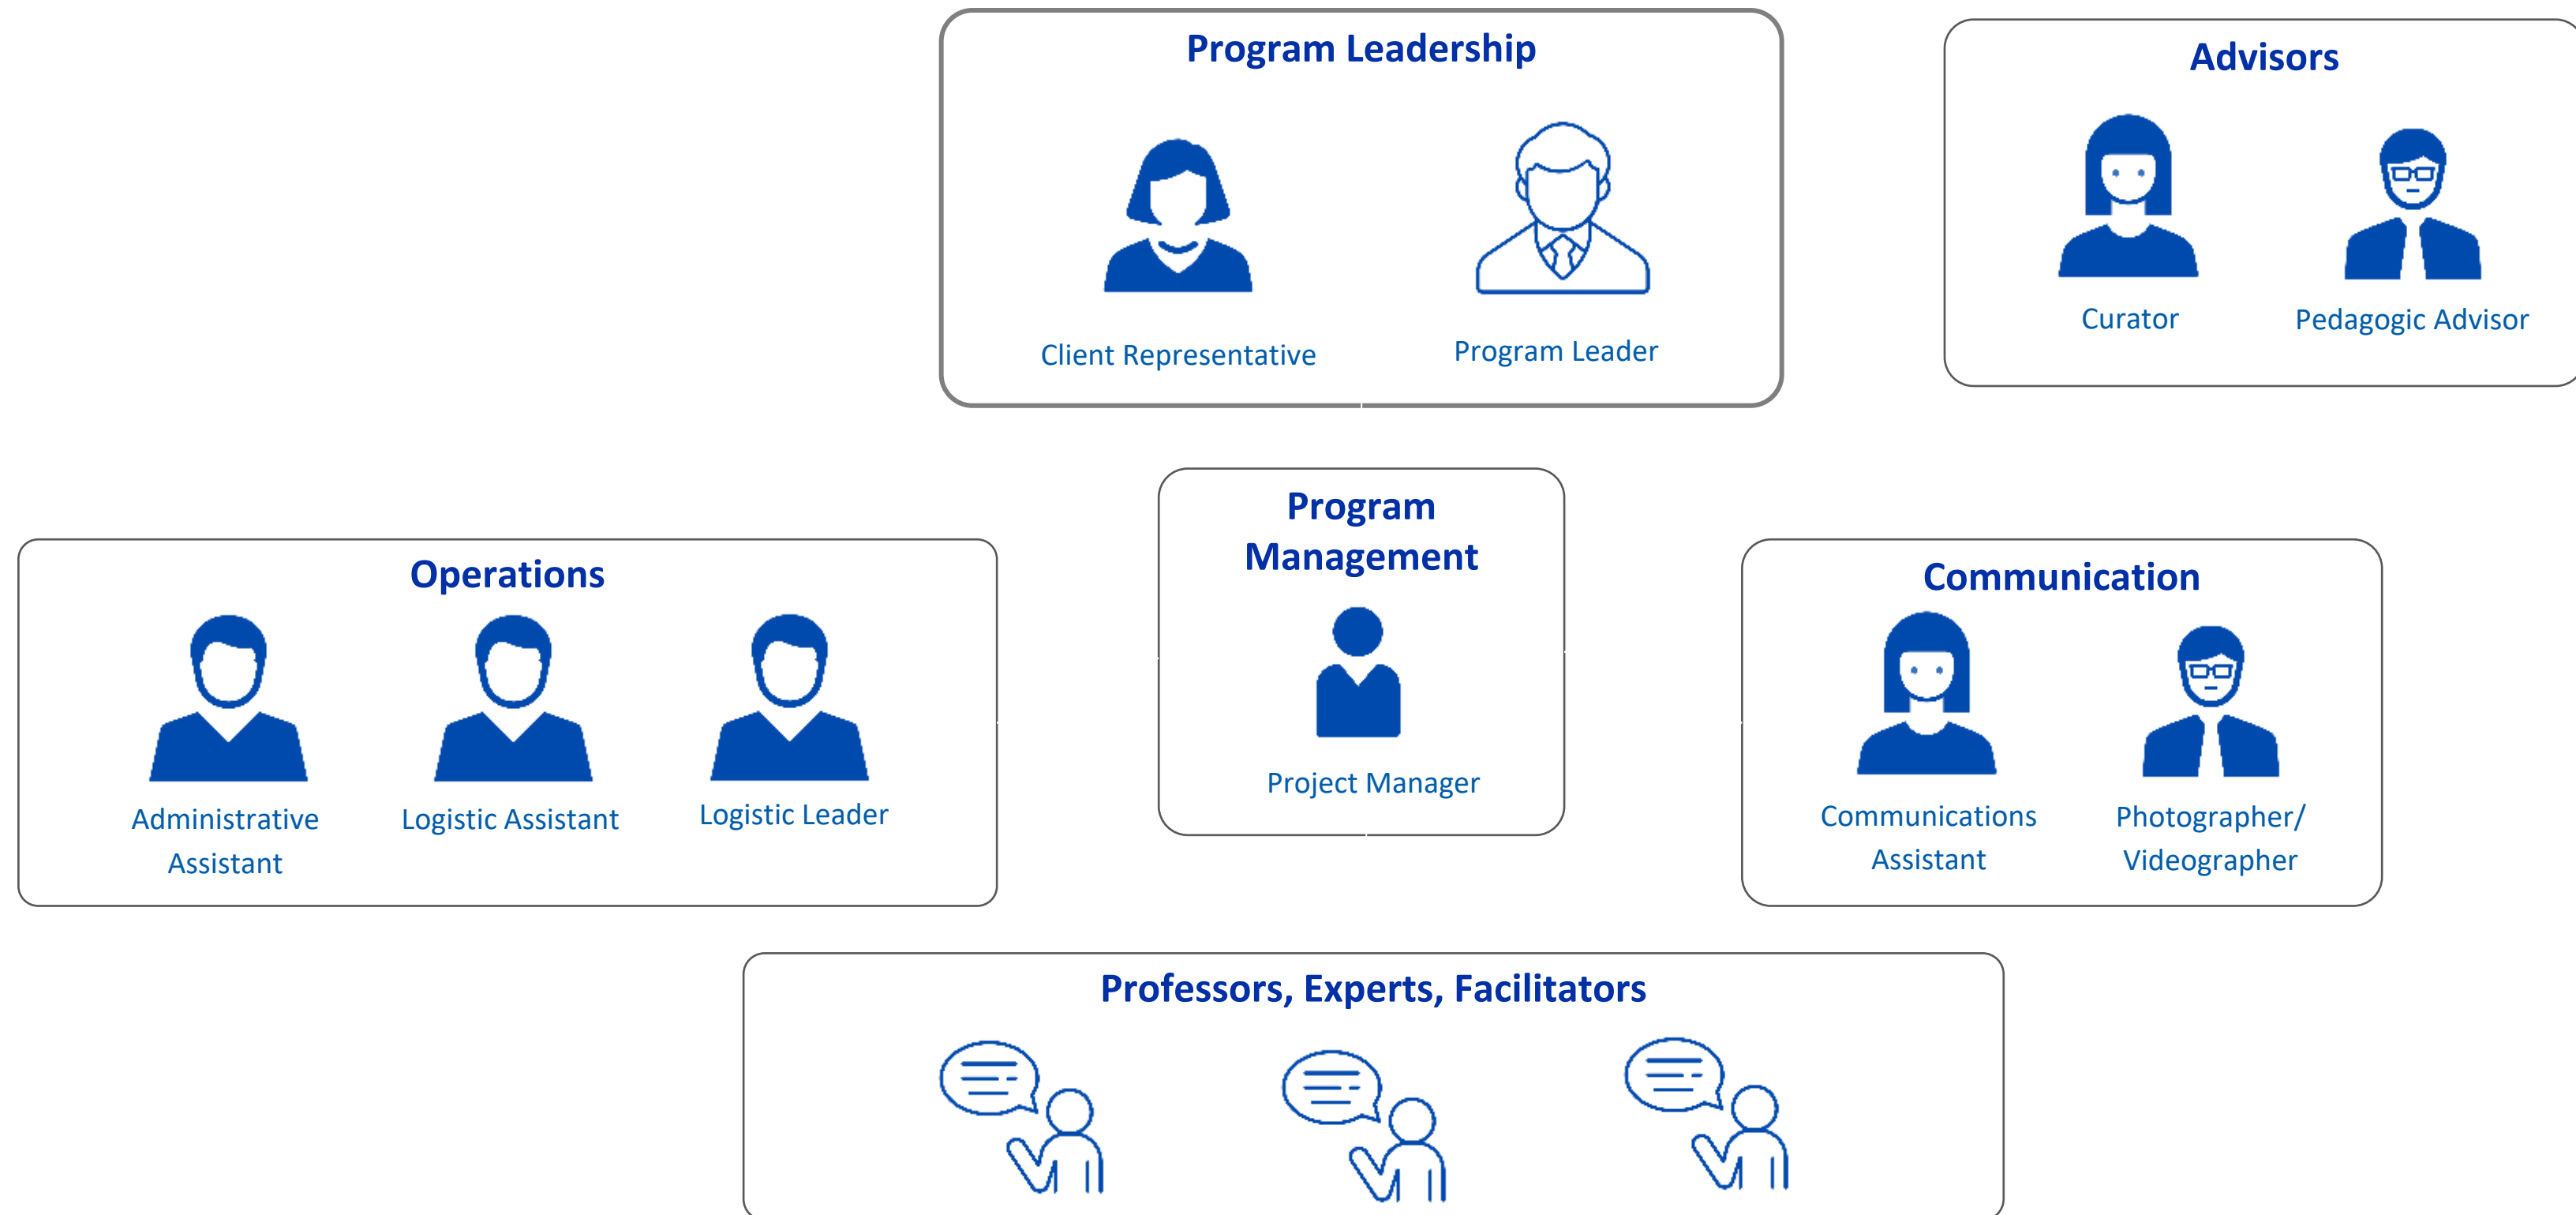 Program Leadership
Client Representative
Program Leader
Advisors
Curator
Pedagogic Advisor
Program
Management
Project Manager
Operations
Administrative
Assistant
Logistic Assistant
Logistic Leader
Communication
Communications
Assistant
Photographer/
Videographer
Professors, Experts, Facilitators